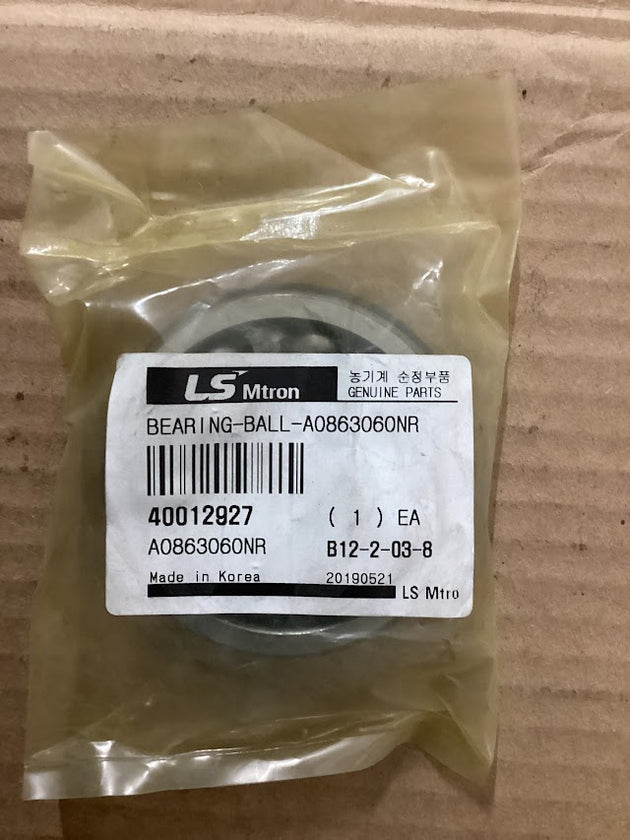 LS Mtron
농기계 순정부품
GENUINE PARTS
BEARING-BALL-A0863060NR
40012927 ( 1 ) EA
A0863060NR B12-2-03-8
Made in Korea 20190521
LS Mtro